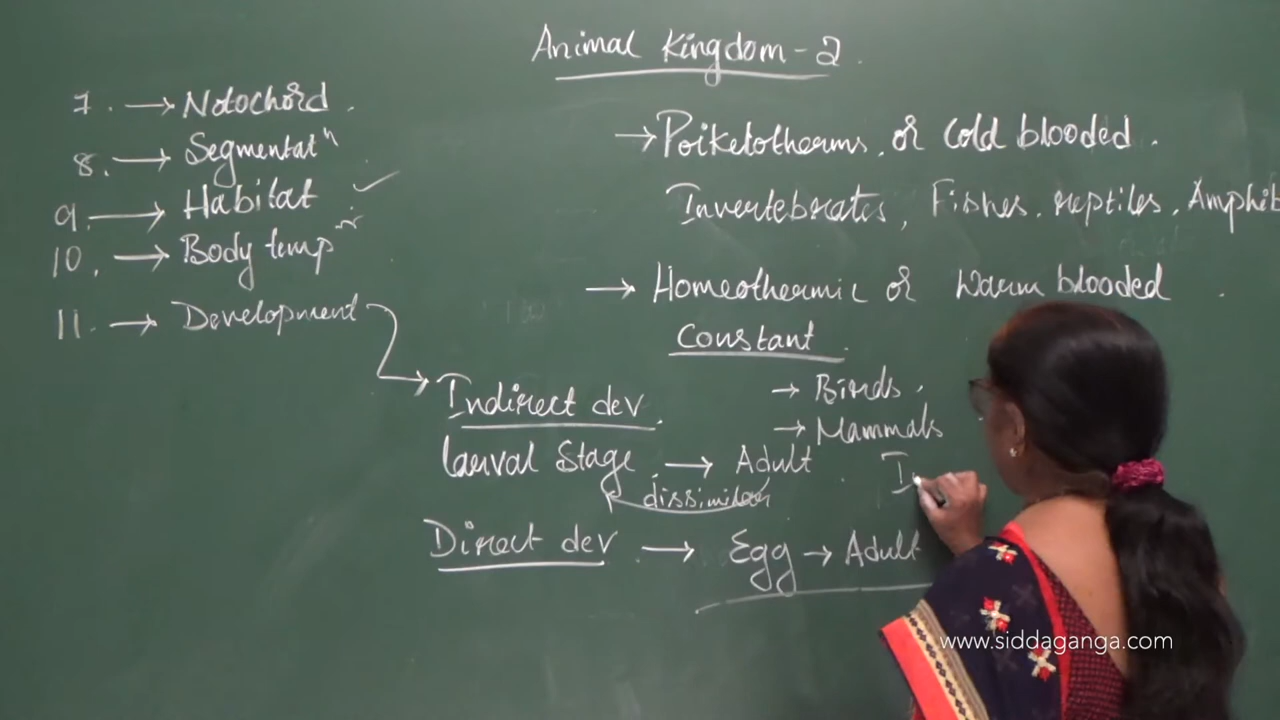 Animal Kingdom - 2.
7. → Notochord.
8. → Segmentatn
9. → Habitat ✓
10. → Body temp
11. → Development
→ Poikelotherms. or Cold blooded.
Invertebrates, Fishes. reptiles, Amphib
→ Homeothermic or Warm blooded.
Constant.
→ Birds.
→ Mammals
Indirect dev.
larval Stage. → Adult.
dissimilar
Direct dev. → Egg → Adult
www.siddaganga.com